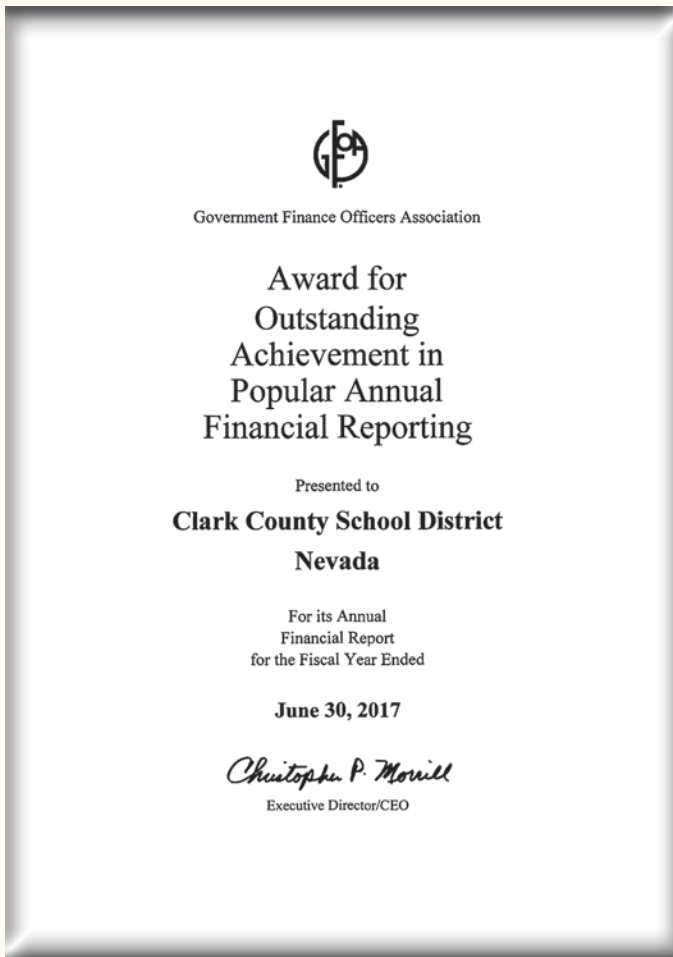 GFOA
Government Finance Officers Association
Award for
Outstanding
Achievement in
Popular Annual
Financial Reporting
Presented to
Clark County School District
Nevada
For its Annual
Financial Report
for the Fiscal Year Ended
June 30, 2017
Christopher P. Morrill
Executive Director/CEO